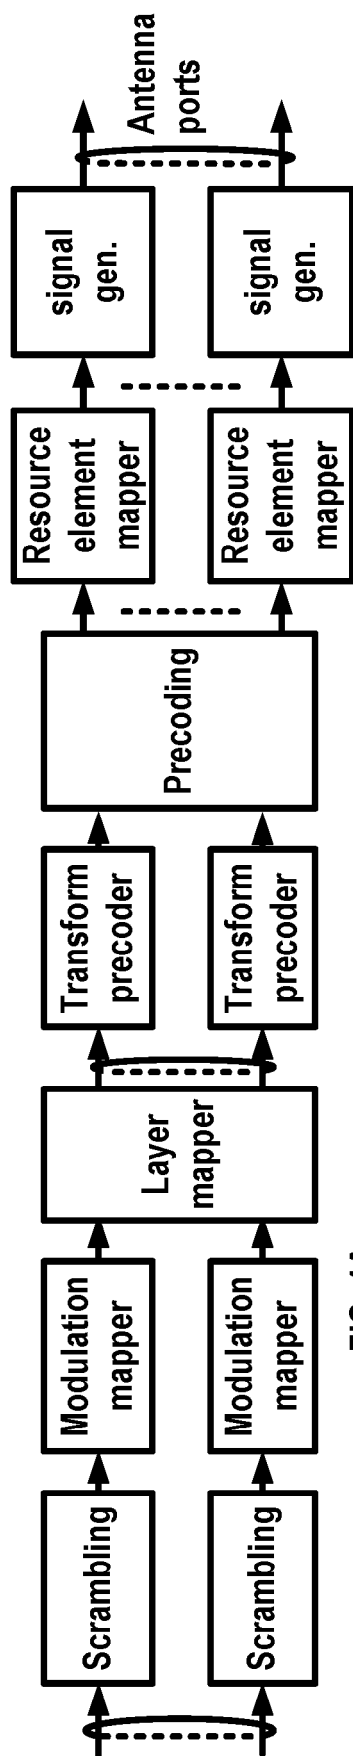 Scrambling
Scrambling
Modulation
mapper
Modulation
mapper
Layer
mapper
Transform
precoder
Transform
precoder
Precoding
Resource
element
mapper
Resource
element
mapper
signal
gen.
signal
gen.
Antenna
ports